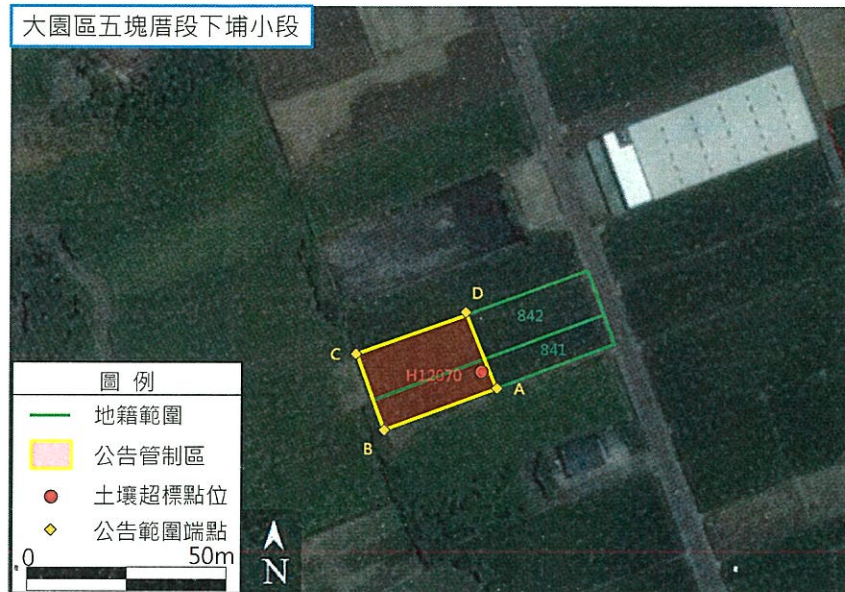 大園區五塊厝段下埔小段
D
842
C
841
H12070
A
B
圖 例
地籍範圍
公告管制區
土壤超標點位
公告範圍端點
0 50m
N